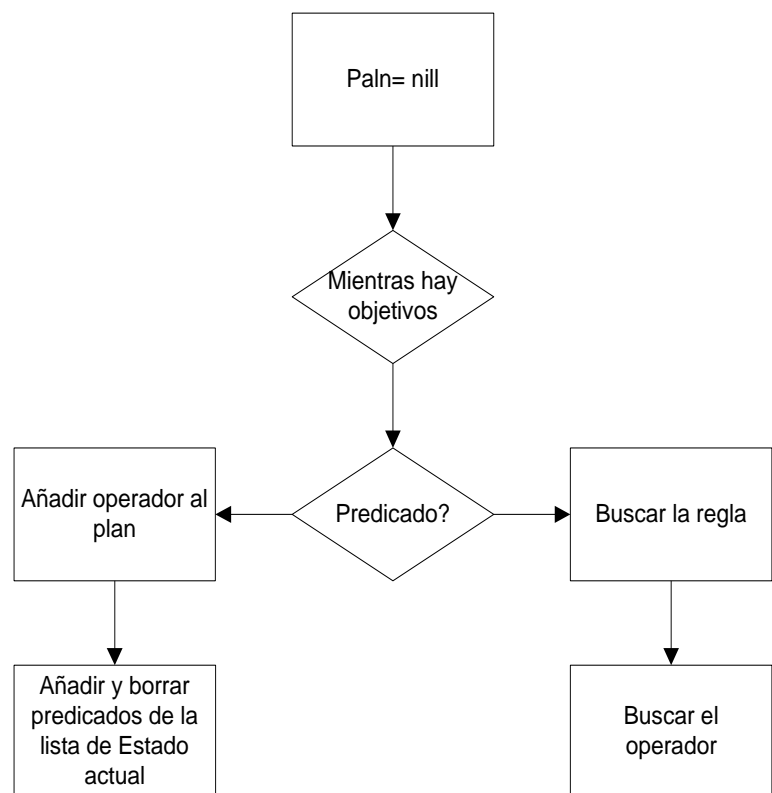 Paln= nill
Mientras hay
objetivos
Añadir operador al
plan
Predicado?
Buscar la regla
Añadir y borrar
predicados de la
lista de Estado
actual
Buscar el
operador